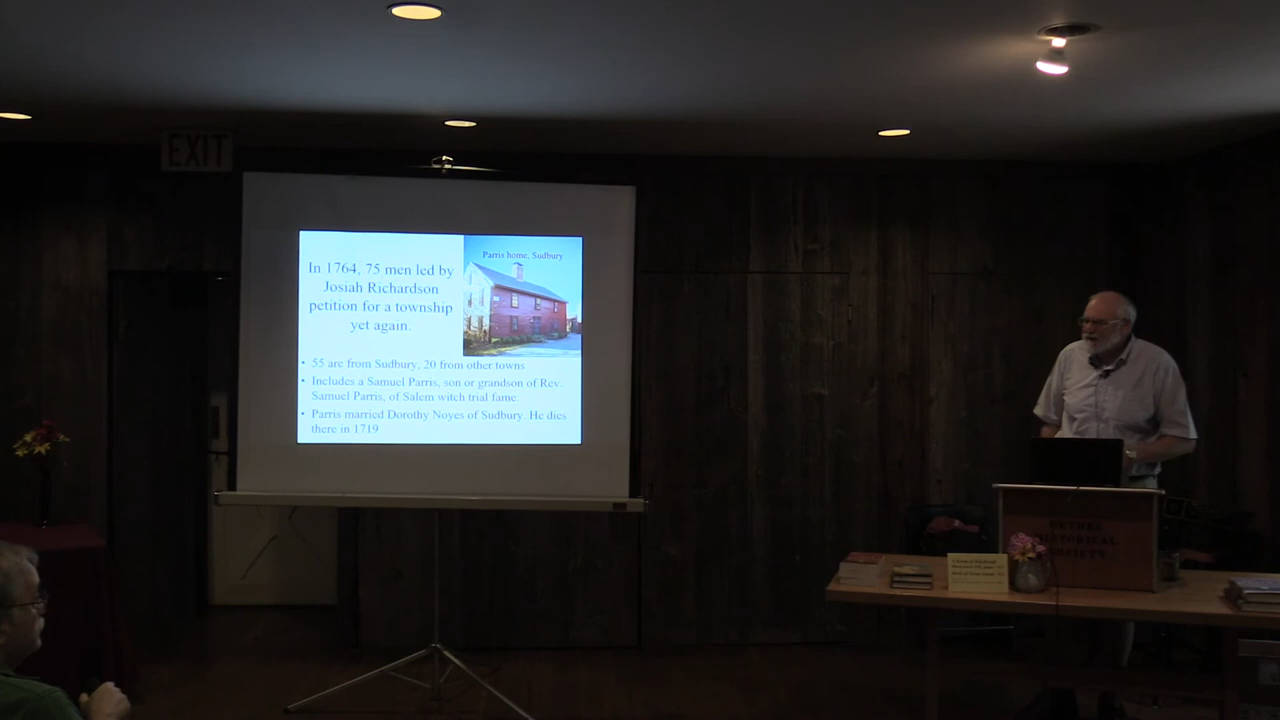 EXIT
Parris home, Sudbury
In 1764, 75 men led by
Josiah Richardson
petition for a township
yet again.
• 55 are from Sudbury, 20 from other towns
• Includes a Samuel Parris, son or grandson of Rev.
Samuel Parris, of Salem witch trial fame.
• Parris married Dorothy Noyes of Sudbury. He dies
there in 1719
BETHEL
HISTORICAL
SOCIETY